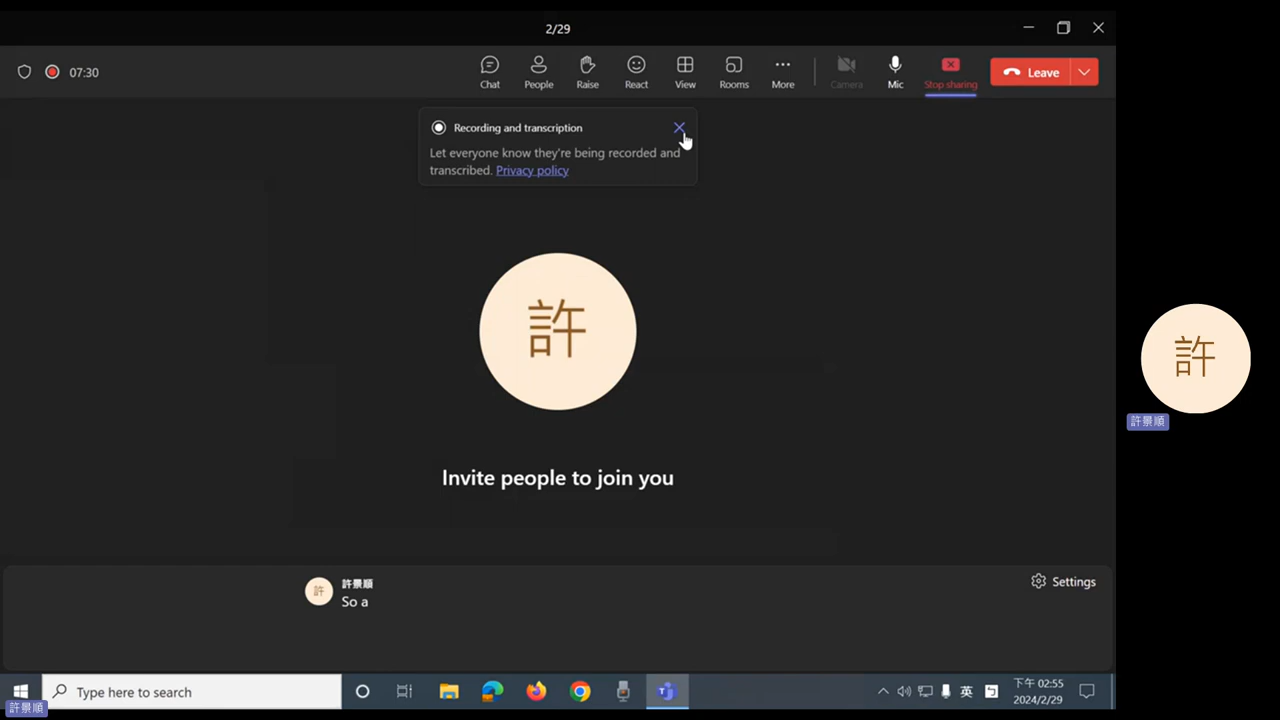 2/29
07:30
Chat
People
Raise
React
View
Rooms
More
Camera
Mic
Stop sharing
Leave
Recording and transcription
Let everyone know they're being recorded and
transcribed. Privacy policy
許
Invite people to join you
許
許景順
許
許景順
So a
Settings
Type here to search
英
下午 02:55
2024/2/29
許景順